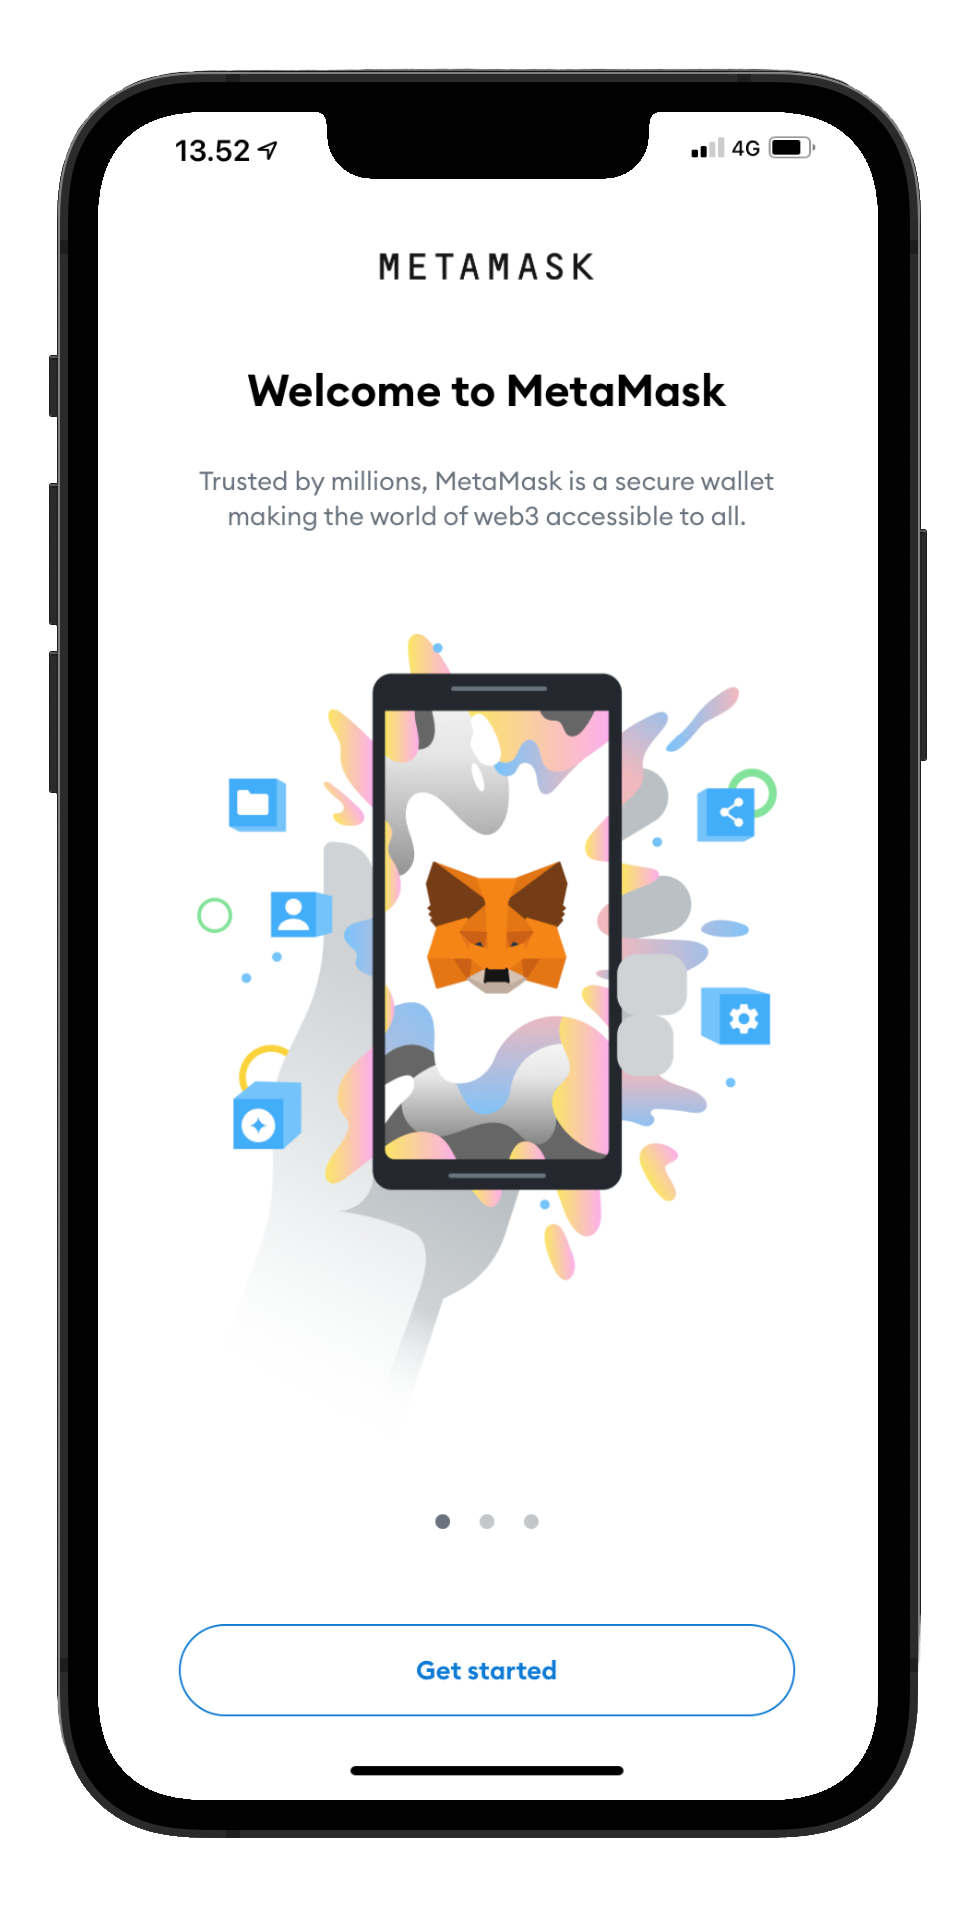 13.52
4G
METAMASK
Welcome to MetaMask
Trusted by millions, MetaMask is a secure wallet
making the world of web3 accessible to all.
Get started